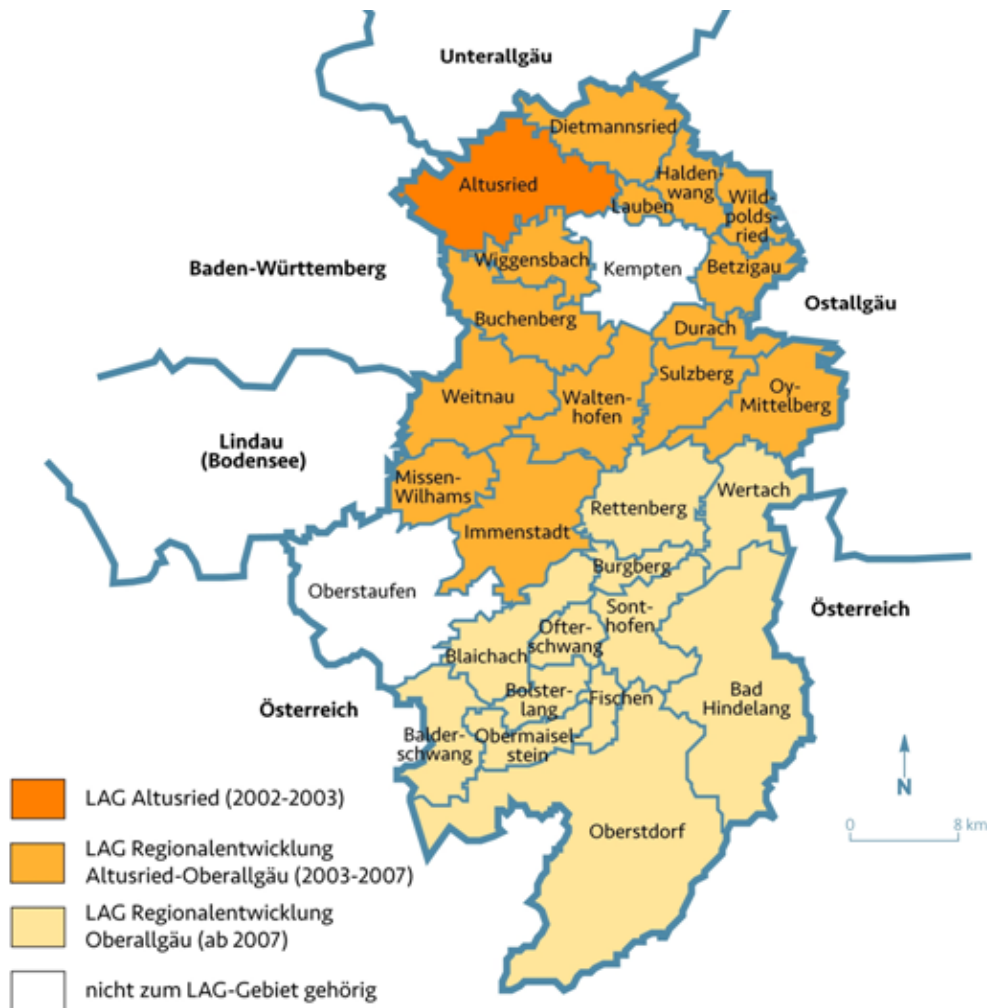 Unterallgäu
Dietmannsried
Altusried
Halden-
wang
Lauben
Wild-
polds-
ried
Wiggensbach
Kempten
Betzigau
Baden-Württemberg
Ostallgäu
Buchenberg
Durach
Sulzberg
Oy-
Mittelberg
Weitnau
Walten-
hofen
Lindau
(Bodensee)
Missen-
Wilhams
Wertach
Rettenberg
Immenstadt
Burgberg
Oberstaufen
Österreich
Sont-
hofen
Ofter-
schwang
Blaichach
Bolster-
lang
Fischen
Bad
Hindelang
Österreich
Balder-
schwang
Obermaisel-
stein
N
Oberstdorf
0 8 km
LAG Altusried (2002-2003)
LAG Regionalentwicklung
Altusried-Oberallgäu (2003-2007)
LAG Regionalentwicklung
Oberallgäu (ab 2007)
nicht zum LAG-Gebiet gehörig